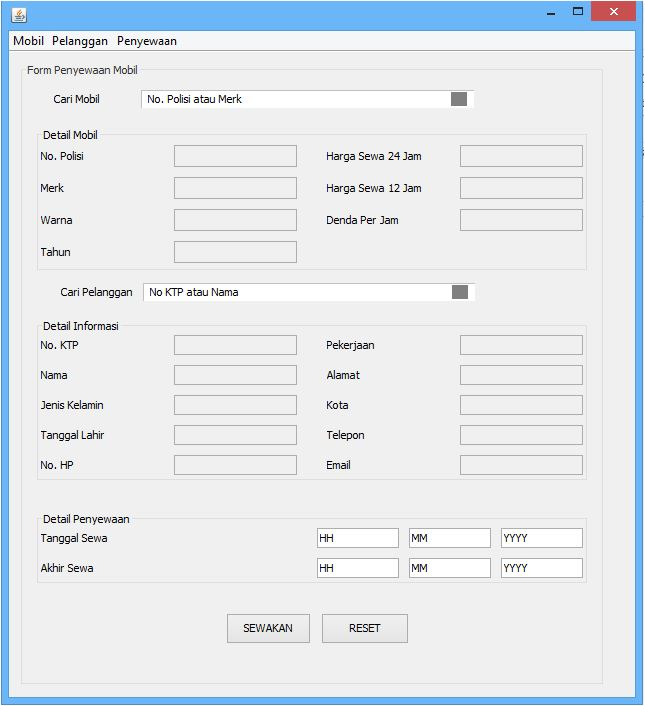 Mobil Pelanggan Penyewaan
Form Penyewaan Mobil
Cari Mobil No. Polisi atau Merk
Detail Mobil
No. Polisi Harga Sewa 24 Jam
Merk Harga Sewa 12 Jam
Warna Denda Per Jam
Tahun
Cari Pelanggan No KTP atau Nama
Detail Informasi
No. KTP Pekerjaan
Nama Alamat
Jenis Kelamin Kota
Tanggal Lahir Telepon
No. HP Email
Detail Penyewaan
Tanggal Sewa HH MM YYYY
Akhir Sewa HH MM YYYY
SEWAKAN RESET